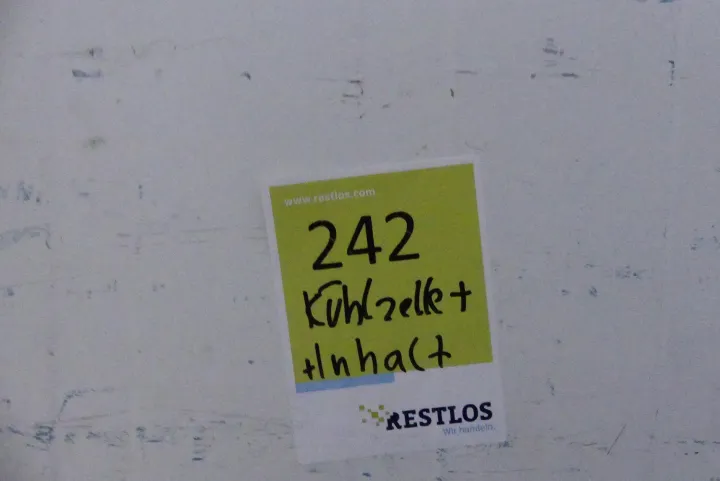 www.restlos.com
242
Kühlzelle +
+Inhalt
RESTLOS
Wir handeln.